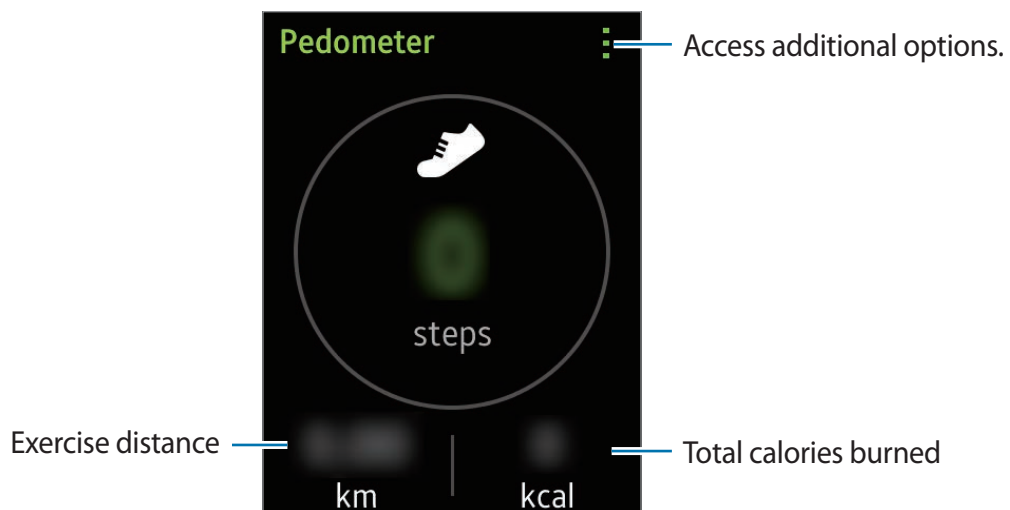 Pedometer
Access additional options.
steps
Exercise distance
Total calories burned
km
kcal